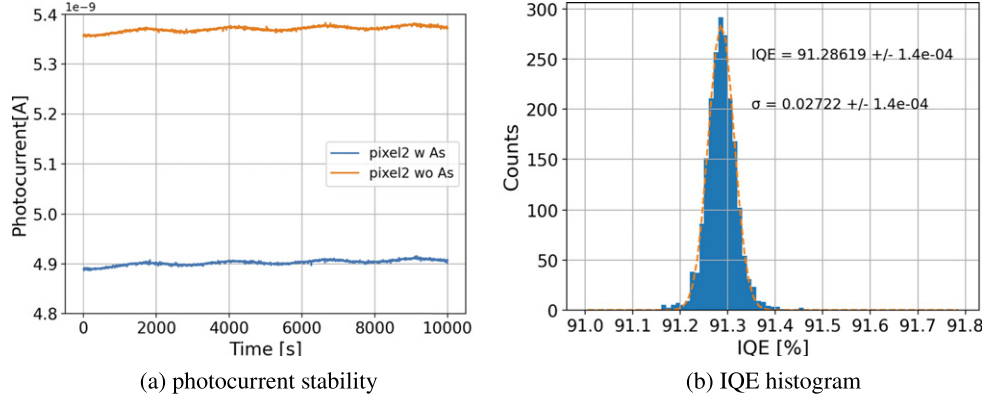 1e−9
5.4
5.3
5.2
5.1
5.0
4.9
4.8
Photocurrent[A]
pixel2 w As
pixel2 wo As
0 2000 4000 6000 8000 10000
Time [s]
(a) photocurrent stability
300
250
200
150
100
50
0
Counts
IQE = 91.28619 +/- 1.4e-04
σ = 0.02722 +/- 1.4e-04
91.0 91.1 91.2 91.3 91.4 91.5 91.6 91.7 91.8
IQE [%]
(b) IQE histogram